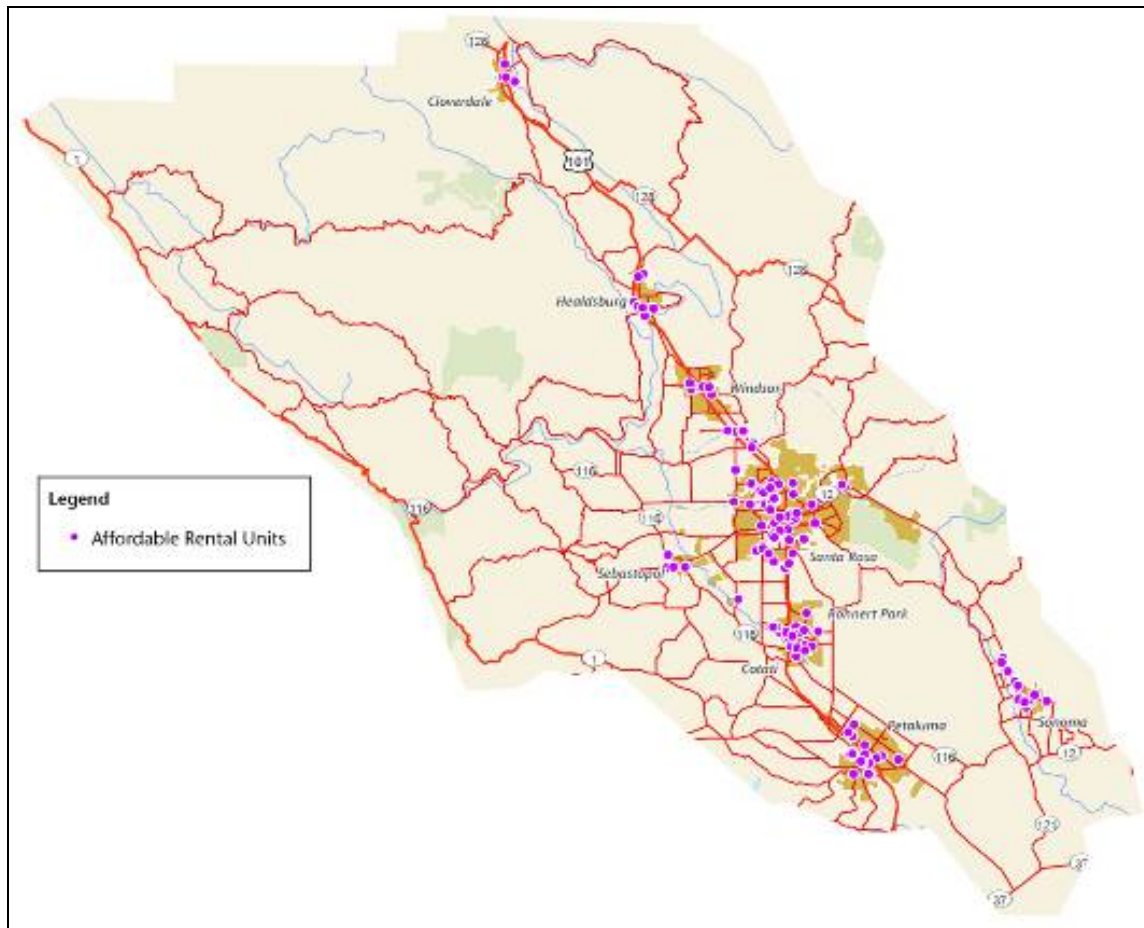 128
Cloverdale
1
101
128
128
Healdsburg
Windsor
116
12
116
116
Legend
Affordable Rental Units
Santa Rosa
Sebastopol
Rohnert Park
116
1
Cotati
Petaluma
Sonoma
116
12
121
37
37